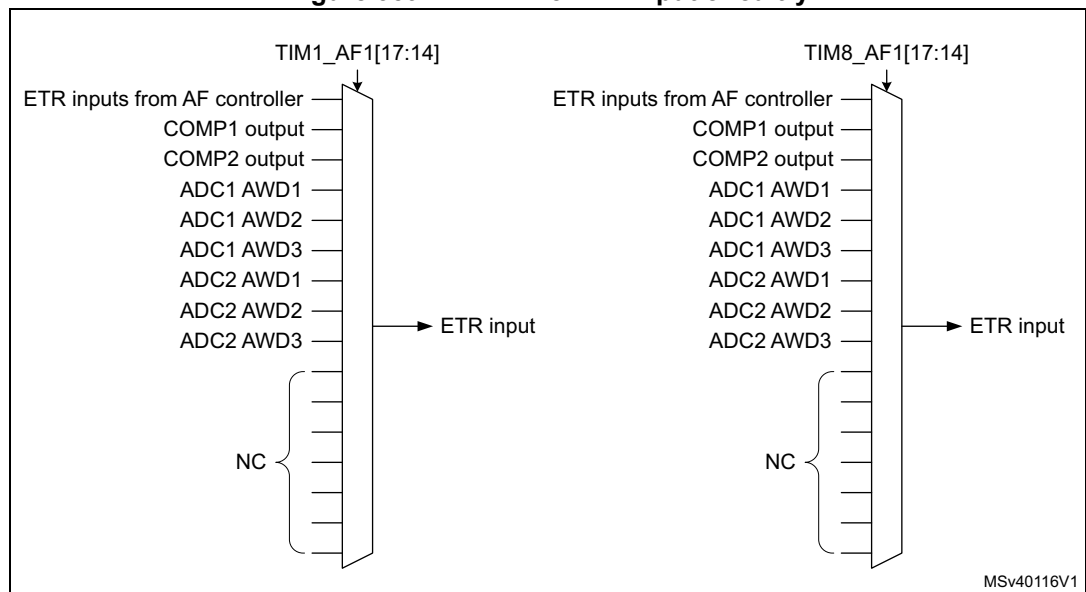 TIM1_AF1[17:14]
ETR inputs from AF controller
COMP1 output
COMP2 output
ADC1 AWD1
ADC1 AWD2
ADC1 AWD3
ADC2 AWD1
ADC2 AWD2
ADC2 AWD3
NC
ETR input
TIM8_AF1[17:14]
ETR inputs from AF controller
COMP1 output
COMP2 output
ADC1 AWD1
ADC1 AWD2
ADC1 AWD3
ADC2 AWD1
ADC2 AWD2
ADC2 AWD3
NC
ETR input
MSv40116V1